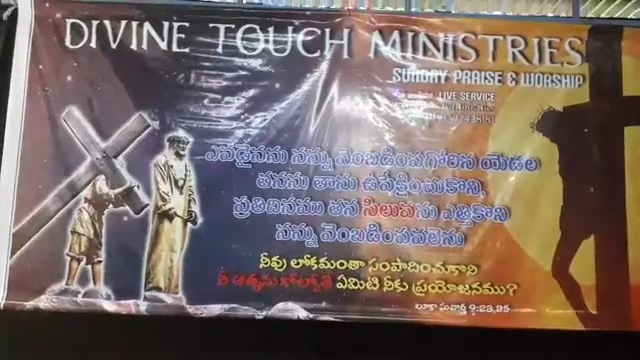 DIVINE TOUCH MINISTRIES
SUNDAY PRAISE & WORSHIP
LIVE SERVICE
ఎవడైనను నన్ను వెంబడింపగోరిన యెడల
తనను తాను ఉపేక్షించుకొని,
ప్రతిదినము తన సిలువను ఎత్తికొని
నన్ను వెంబడింపవలెను
నీవు లోకమంతా సంపాదించుకొని
నీ ఆత్మను కోల్పోతే ఏమిటి నీకు ప్రయోజనము?
లూకా సువార్త 9:23,25